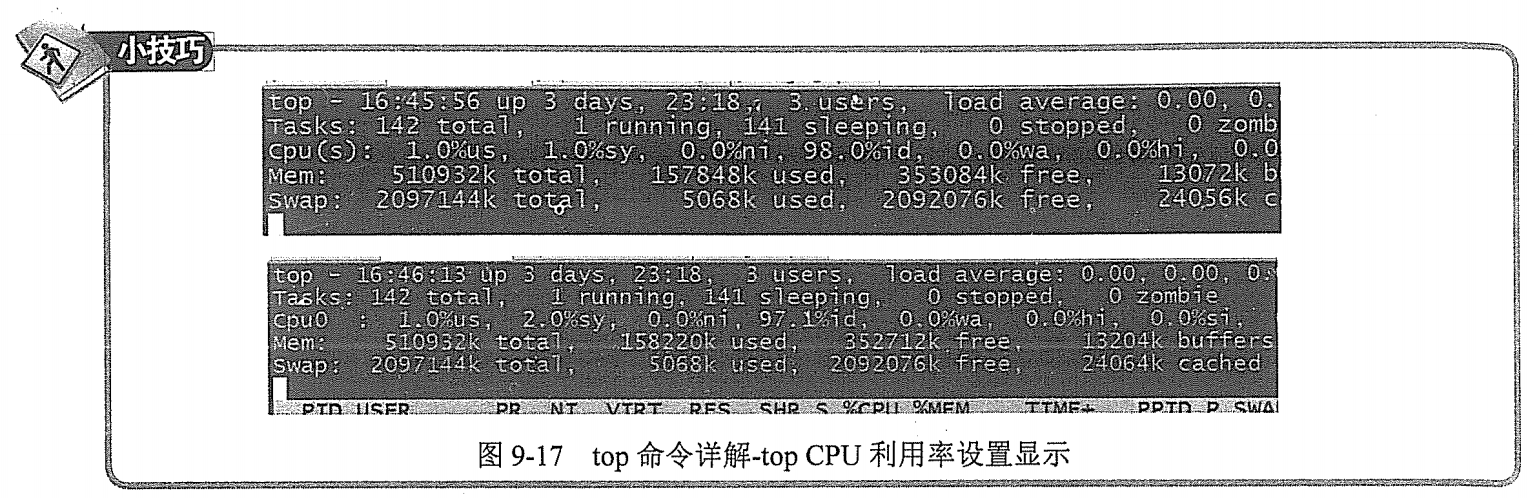 小技巧
top - 16:45:56 up 3 days, 23:18, 3 users, load average: 0.00, 0.
Tasks: 142 total, 1 running, 141 sleeping, 0 stopped, 0 zomb
Cpu(s): 1.0%us, 1.0%sy, 0.0%ni, 98.0%id, 0.0%wa, 0.0%hi, 0.0
Mem: 510932k total, 157848k used, 353084k free, 13072k b
Swap: 2097144k total, 5068k used, 2092076k free, 24056k c
top - 16:46:13 up 3 days, 23:18, 3 users, load average: 0.00, 0.00, 0.
Tasks: 142 total, 1 running, 141 sleeping, 0 stopped, 0 zombie
Cpu0 : 1.0%us, 2.0%sy, 0.0%ni, 97.1%id, 0.0%wa, 0.0%hi, 0.0%si,
Mem: 510932k total, 158220k used, 352712k free, 13204k buffers
Swap: 2097144k total, 5068k used, 2092076k free, 24064k cached
PID USER PR NI VIRT RES SHR S %CPU %MEM TIME+ PPID P SWA
图 9-17 top 命令详解-top CPU 利用率设置显示